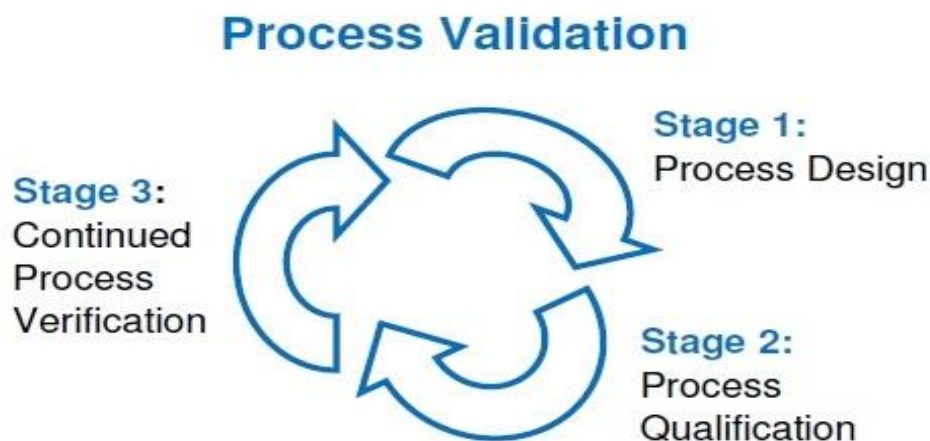 Process Validation
Stage 1:
Process Design
Stage 2:
Process
Qualification
Stage 3:
Continued
Process
Verification